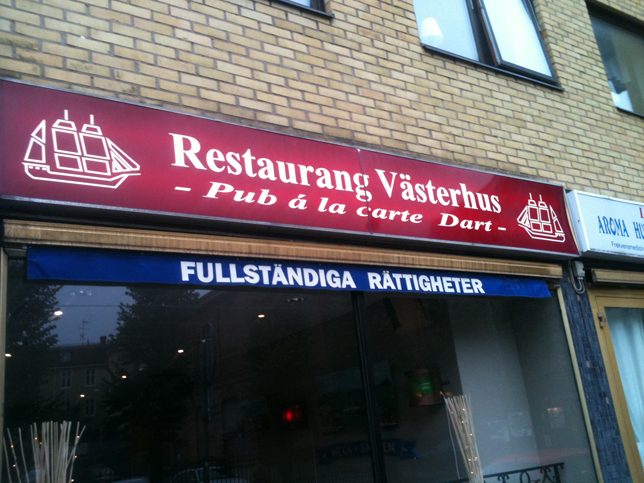 Restaurang Västerhus
- Pub á la carte Dart -
FULLSTÄNDIGA RÄTTIGHETER
AROMA